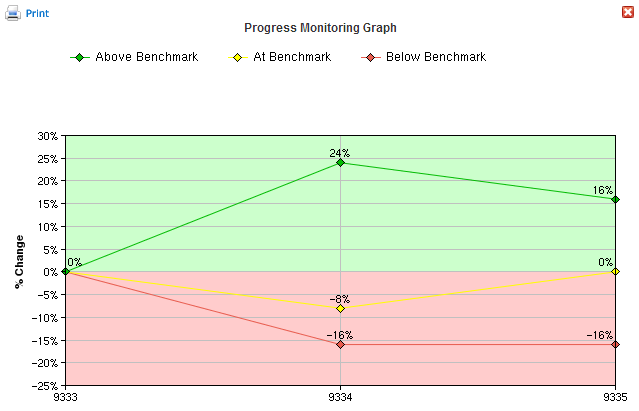 Print
Progress Monitoring Graph
Above Benchmark At Benchmark Below Benchmark
30%
24%
25%
20%
16%
15%
10%
5%
% Change
0% 0% 0%
-5%
-8%
-10%
-16% -16%
-15%
-20%
-25%
9333 9334 9335